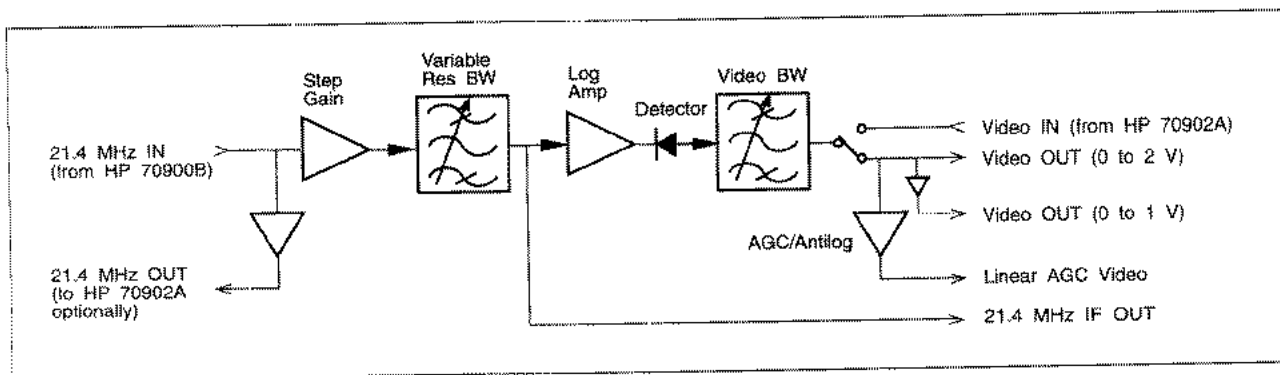 Step
Gain
Variable
Res BW
Log
Amp
Detector
Video BW
21.4 MHz IN
(from HP 70900B)
Video IN (from HP 70902A)
Video OUT (0 to 2 V)
Video OUT (0 to 1 V)
AGC/Antilog
21.4 MHz OUT
(to HP 70902A
optionally)
Linear AGC Video
21.4 MHz IF OUT